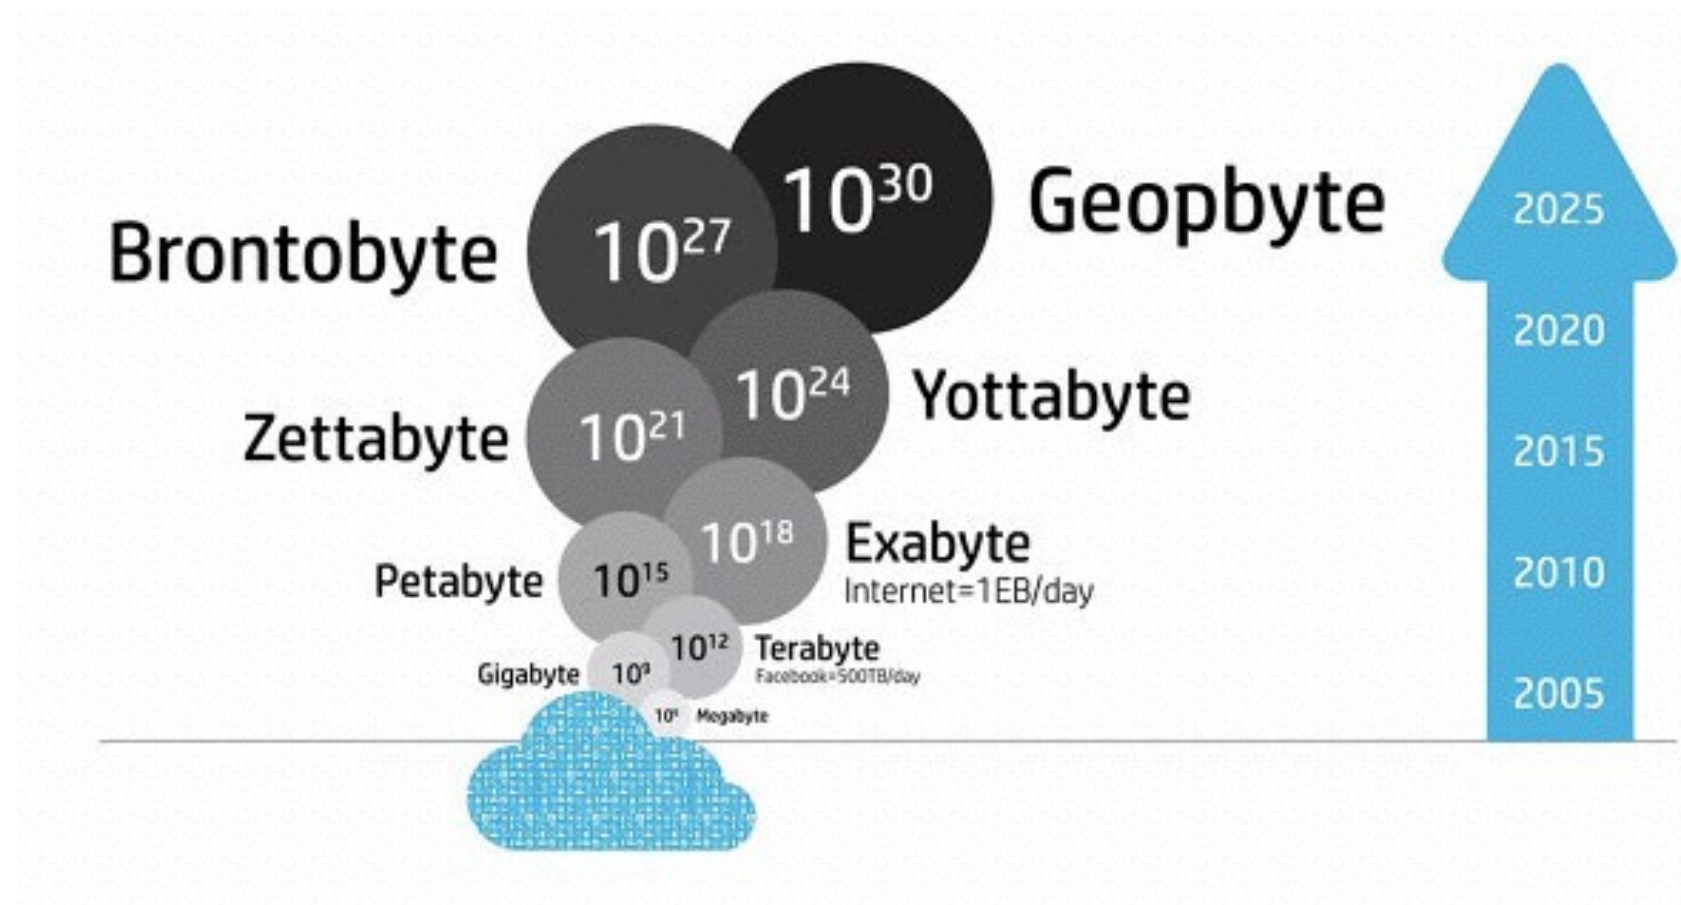 10³⁰ Geopbyte
Brontobyte 10²⁷
10²⁴ Yottabyte
Zettabyte 10²¹
10¹⁸ Exabyte
Internet=1EB/day
Petabyte 10¹⁵
10¹² Terabyte
Facebook=500TB/day
Gigabyte 10⁹
10⁶ Megabyte
2025
2020
2015
2010
2005